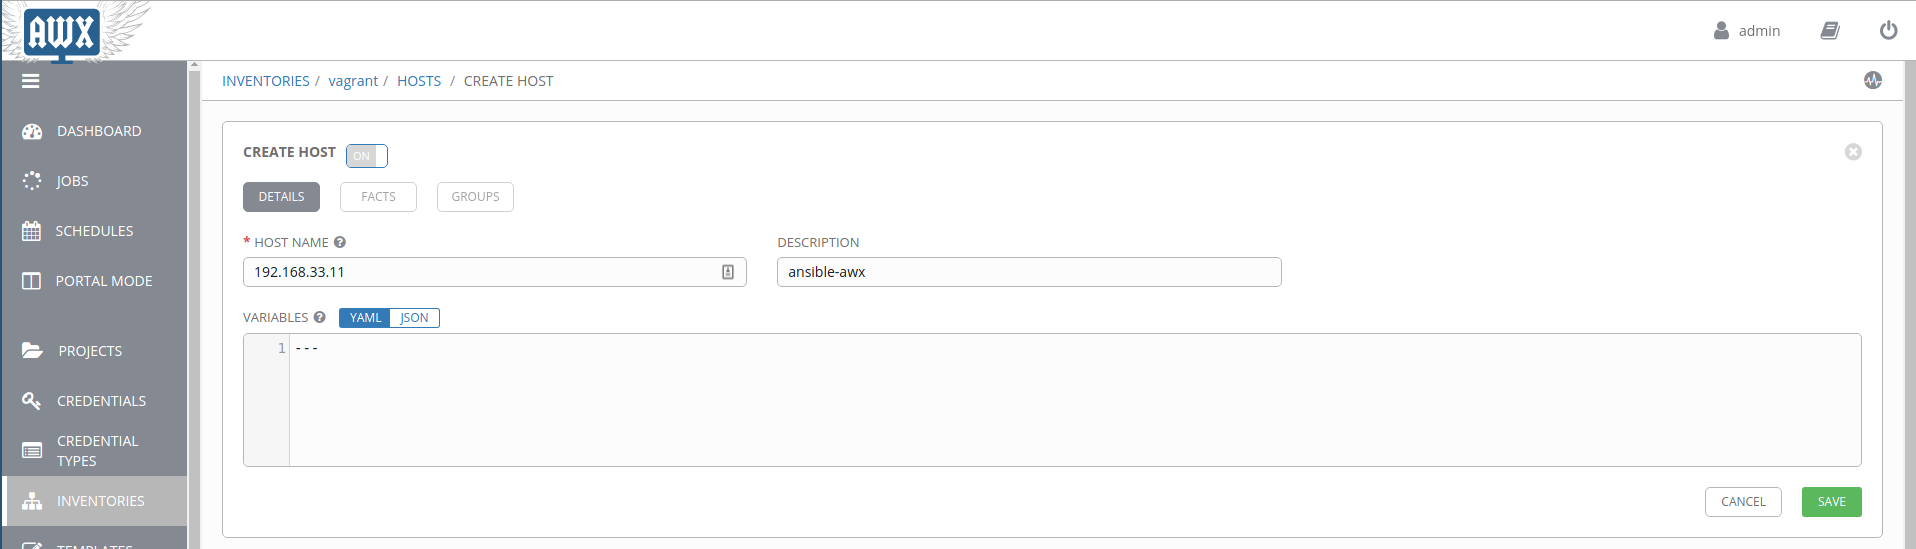 AWX
admin
INVENTORIES / vagrant / HOSTS / CREATE HOST
DASHBOARD
JOBS
SCHEDULES
PORTAL MODE
PROJECTS
CREDENTIALS
CREDENTIAL
TYPES
INVENTORIES
TEMPLATES
CREATE HOST ON
DETAILS FACTS GROUPS
* HOST NAME ? DESCRIPTION
192.168.33.11 ansible-awx
VARIABLES ? YAML JSON
1 ---
CANCEL SAVE